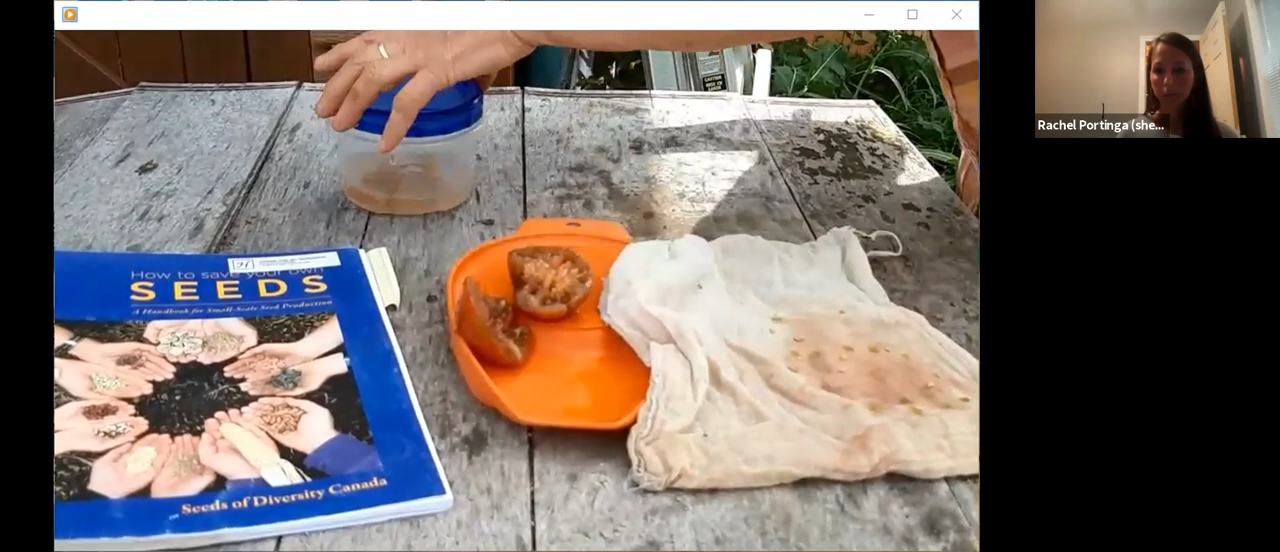 How to save your own
SEEDS
A Handbook for Small-Scale Seed Production
Seeds of Diversity Canada
CAUTION
Rachel Portinga (she...